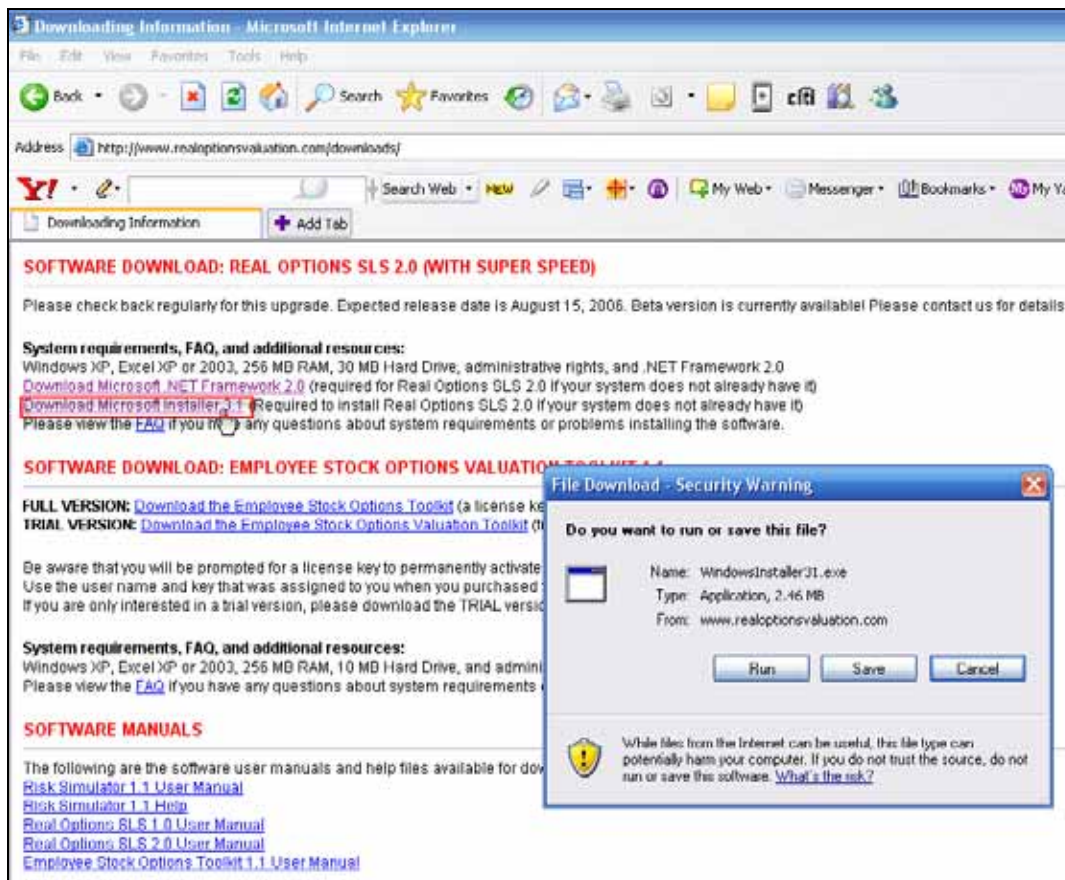 Downloading Information - Microsoft Internet Explorer
File Edit View Favorites Tools Help
Back Search Favorites citi
Address http://www.realoptionsvaluation.com/downloads/
Y! Search Web NEW My Web Messenger Bookmarks My
Downloading Information Add Tab
SOFTWARE DOWNLOAD: REAL OPTIONS SLS 2.0 (WITH SUPER SPEED)
Please check back regularly for this upgrade. Expected release date is August 15, 2006. Beta version is currently available! Please contact us for details
System requirements, FAQ, and additional resources:
Windows XP, Excel XP or 2003, 256 MB RAM, 30 MB Hard Drive, administrative rights, and .NET Framework 2.0
Download Microsoft .NET Framework 2.0 (required for Real Options SLS 2.0 if your system does not already have it)
Download Microsoft Installer 3.1 (Required to install Real Options SLS 2.0 if your system does not already have it)
Please view the FAQ if you any questions about system requirements or problems installing the software.
SOFTWARE DOWNLOAD: EMPLOYEE STOCK OPTIONS VALUATION
FULL VERSION: Download the Employee Stock Options Toolkit (a license
TRIAL VERSION: Download the Employee Stock Options Valuation Toolkit
Be aware that you will be prompted for a license key to permanently activate
Use the user name and key that was assigned to you when you purchased
If you are only interested in a trial version, please download the TRIAL
System requirements, FAQ, and additional resources:
Windows XP, Excel XP or 2003, 256 MB RAM, 10 MB Hard Drive, and
Please view the FAQ if you have any questions about system requirements
SOFTWARE MANUALS
The following are the software user manuals and help files available for
Risk Simulator 1.1 User Manual
Risk Simulator 1.1 Help
Real Options SLS 1.0 User Manual
Real Options SLS 2.0 User Manual
Employee Stock Options Toolkit 1.1 User Manual
File Download - Security Warning
Do you want to run or save this file?
Name: WindowsInstaller31.exe
Type: Application, 2.46 MB
From: www.realoptionsvaluation.com
Run Save Cancel
While files from the Internet can be useful, this file type can
potentially harm your computer. If you do not trust the source, do not
run or save this software. What's the risk?